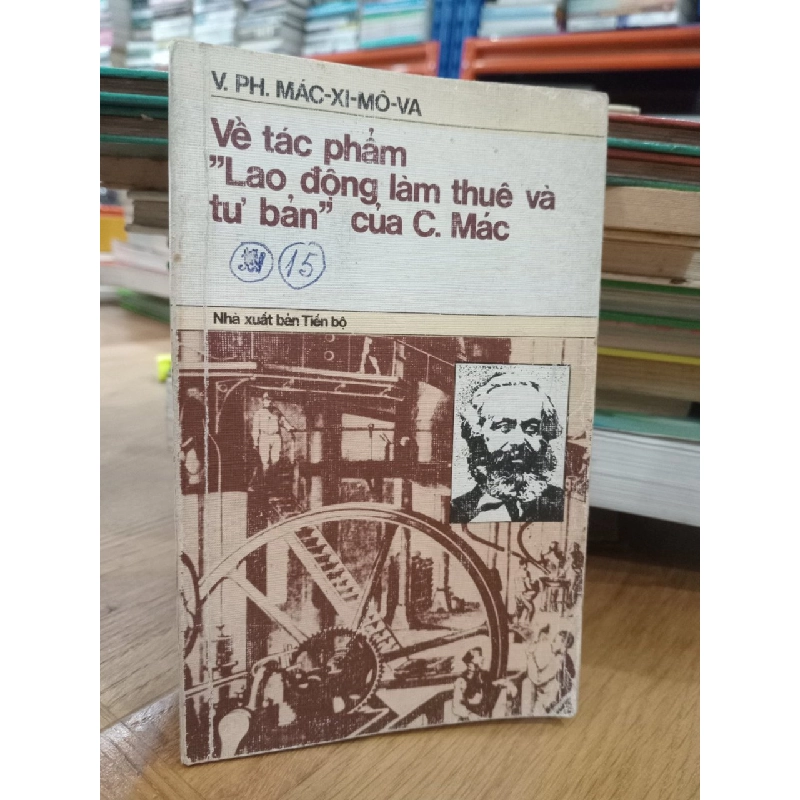 V. PH. MÁC-XI-MÔ-VA
Về tác phẩm
"Lao động làm thuê và
tư bản" của C. Mác
15
Nhà xuất bản Tiến bộ